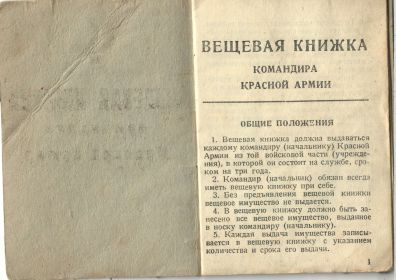 ВЕЩЕВАЯ КНИЖКА
КОМАНДИРА
КРАСНОЙ АРМИИ
ОБЩИЕ ПОЛОЖЕНИЯ
1. Вещевая книжка должна выдаваться
каждому командиру (начальнику) Красной
Армии из той войсковой части (учрежде-
ния), в которой он состоит на службе, сро-
ком на три года.
2. Командир (начальник) обязан всегда
иметь вещевую книжку при себе.
3. Без предъявления вещевой книжки
вещевое имущество не выдается.
4. В вещевую книжку должно быть за-
несено все вещевое имущество, выданное
в носку командиру (начальнику).
5. Каждая выдача имущества записы-
вается в вещевую книжку с указанием
количества и срока его выдачи.
1